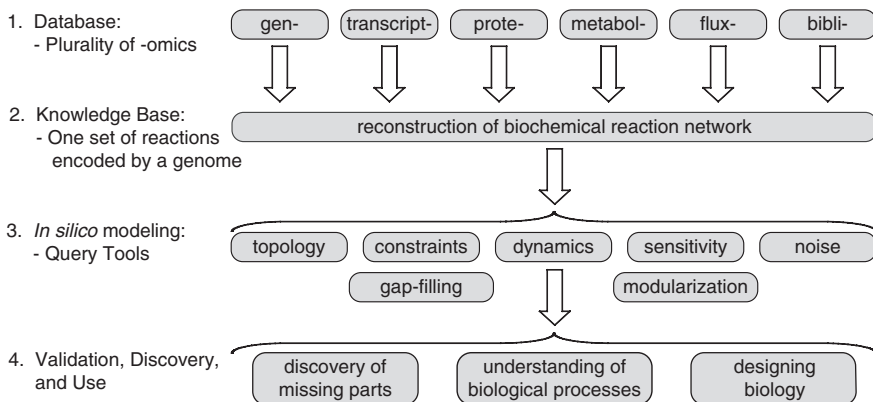 1. Database:
- Plurality of -omics
gen- transcript- prote- metabol- flux- bibli-
2. Knowledge Base:
- One set of reactions
encoded by a genome
reconstruction of biochemical reaction network
3. In silico modeling:
- Query Tools
topology constraints dynamics sensitivity noise
gap-filling modularization
4. Validation, Discovery,
and Use
discovery of
missing parts
understanding of
biological processes
designing
biology